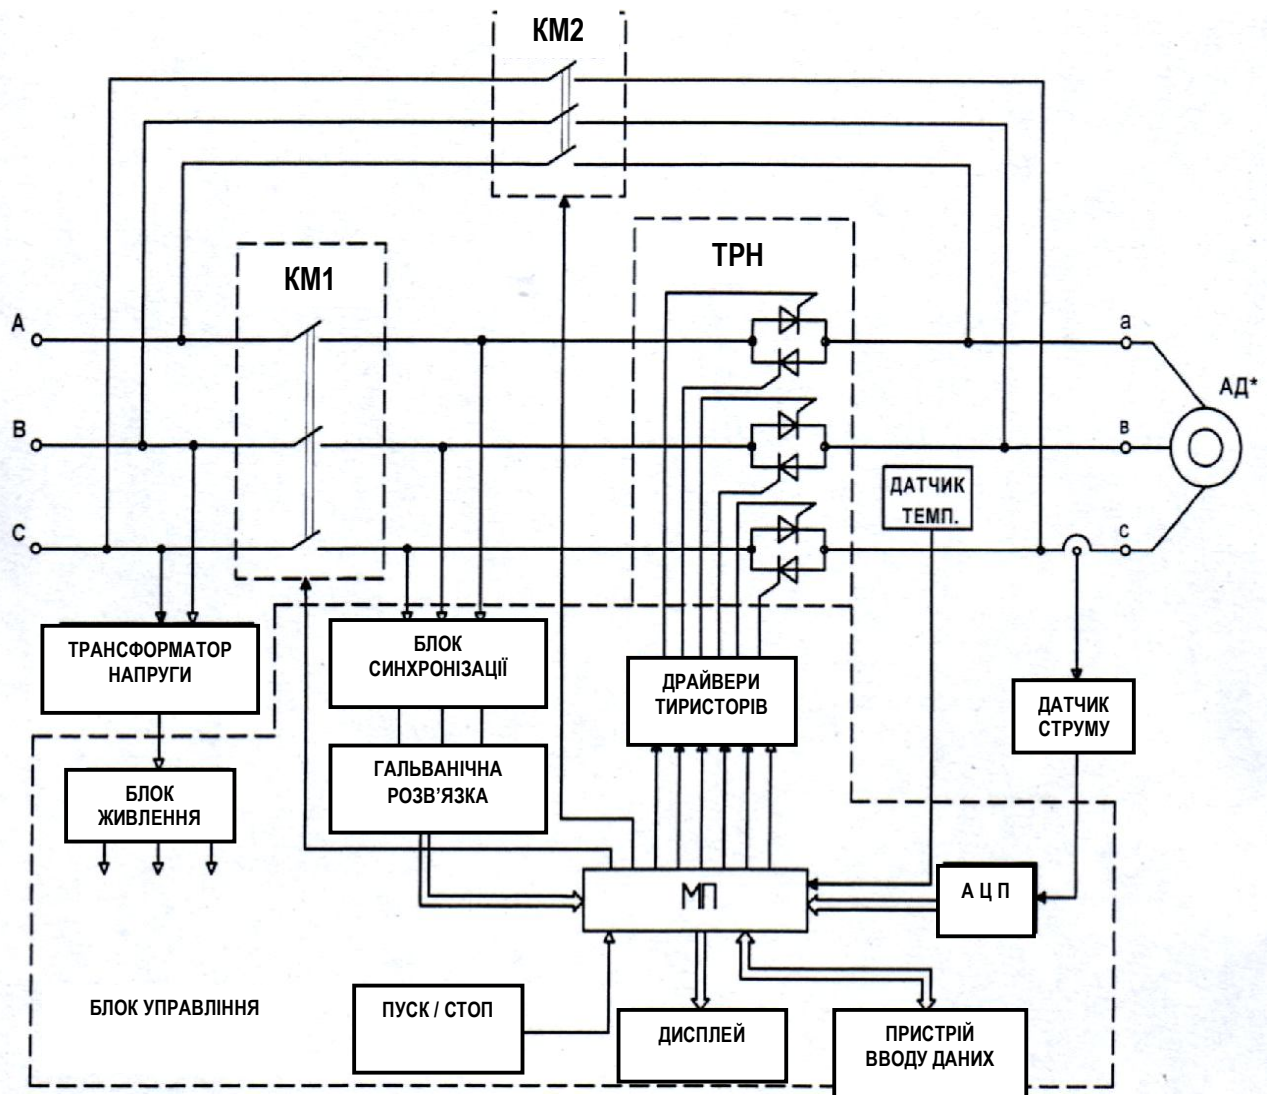 КМ2
ТРН
КМ1
A
а
АД*
B
в
ДАТЧИК
ТЕМП.
C
с
ТРАНСФОРМАТОР
НАПРУГИ
БЛОК
СИНХРОНІЗАЦІЇ
ДРАЙВЕРИ
ТИРИСТОРІВ
ДАТЧИК
СТРУМУ
БЛОК
ЖИВЛЕННЯ
ГАЛЬВАНІЧНА
РОЗВ’ЯЗКА
МП
А Ц П
БЛОК УПРАВЛІННЯ
ПУСК / СТОП
ДИСПЛЕЙ
ПРИСТРІЙ
ВВОДУ ДАНИХ